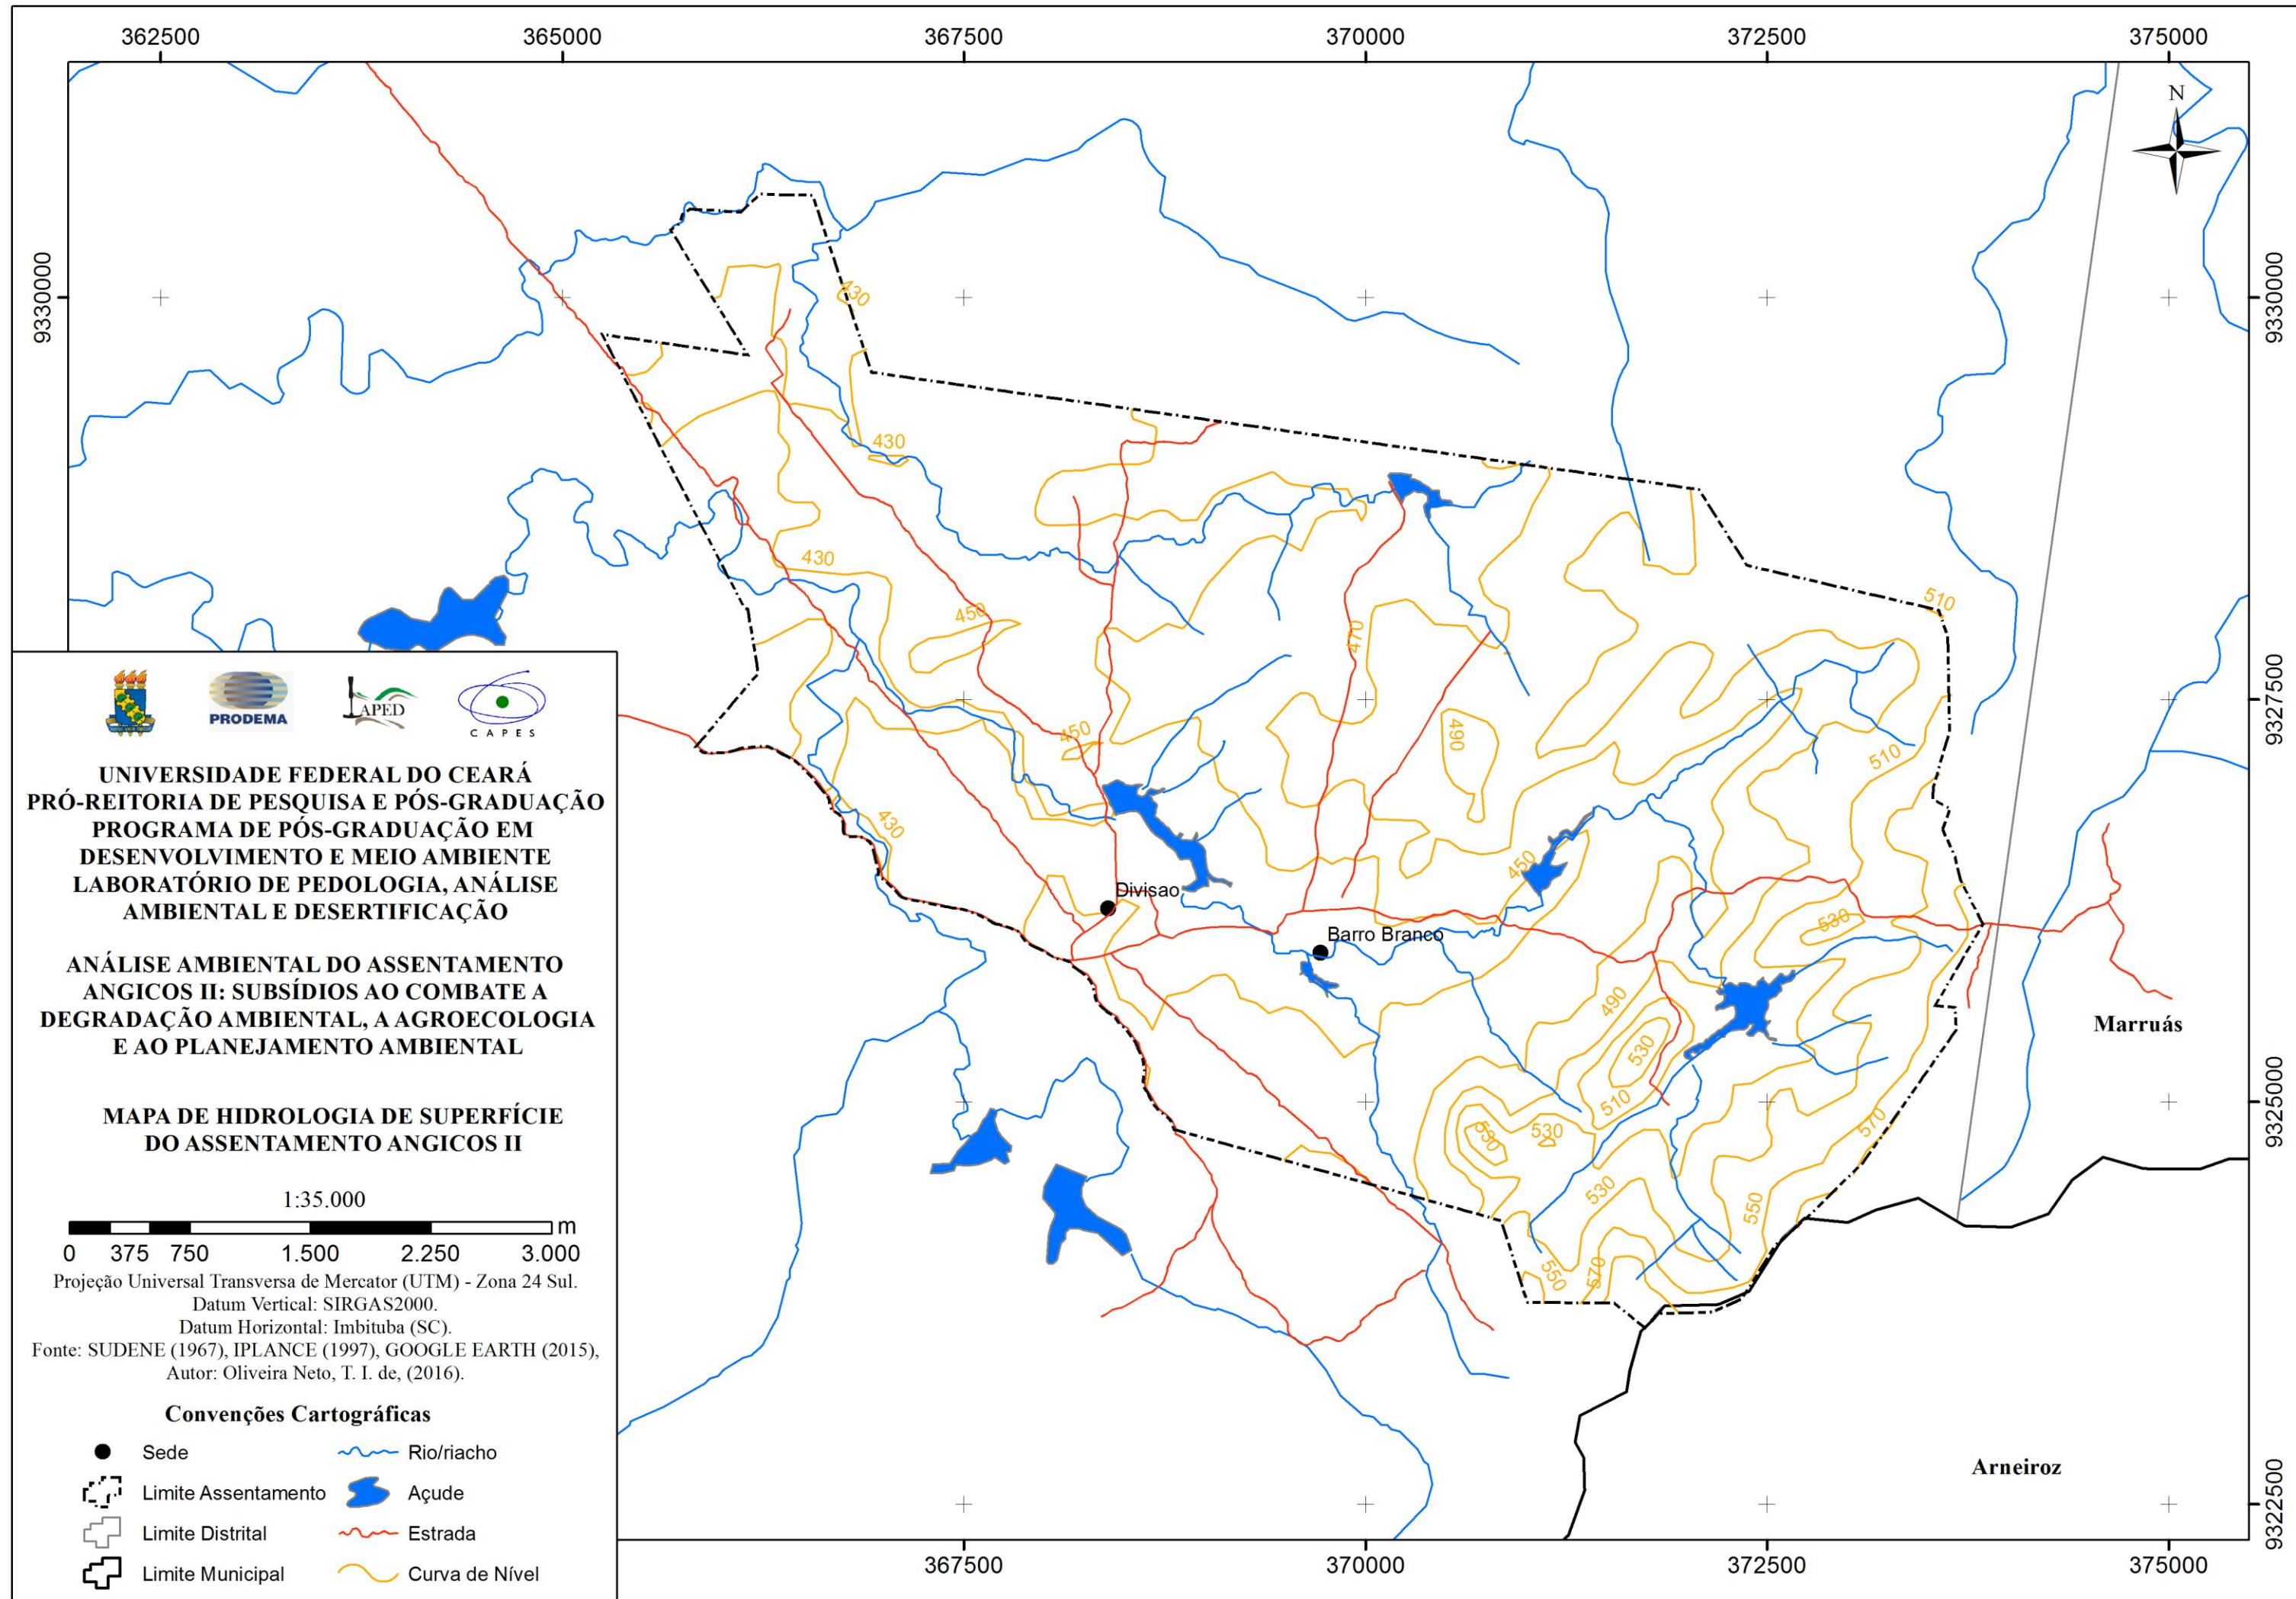 362500
365000
367500
370000
372500
375000
N
9330000
9330000
430
430
430
450
510
470
9327500
450
490
510
430
450
Divisao
Barro Branco
530
490
530
Marruás
510
530
530
570
9325000
530
550
550
570
Arneiroz
9322500
367500
370000
372500
375000
PRODEMA
LAPED
CAPES
UNIVERSIDADE FEDERAL DO CEARÁ
PRÓ-REITORIA DE PESQUISA E PÓS-GRADUAÇÃO
PROGRAMA DE PÓS-GRADUAÇÃO EM
DESENVOLVIMENTO E MEIO AMBIENTE
LABORATÓRIO DE PEDOLOGIA, ANÁLISE
AMBIENTAL E DESERTIFICAÇÃO
ANÁLISE AMBIENTAL DO ASSENTAMENTO
ANGICOS II: SUBSÍDIOS AO COMBATE A
DEGRADAÇÃO AMBIENTAL, A AGROECOLOGIA
E AO PLANEJAMENTO AMBIENTAL
MAPA DE HIDROLOGIA DE SUPERFÍCIE
DO ASSENTAMENTO ANGICOS II
1:35.000
m
0 375 750 1.500 2.250 3.000
Projeção Universal Transversa de Mercator (UTM) - Zona 24 Sul.
Datum Vertical: SIRGAS2000.
Datum Horizontal: Imbituba (SC).
Fonte: SUDENE (1967), IPLANCE (1997), GOOGLE EARTH (2015),
Autor: Oliveira Neto, T. I. de, (2016).
Convenções Cartográficas
Sede
Rio/riacho
Limite Assentamento
Açude
Limite Distrital
Estrada
Limite Municipal
Curva de Nível